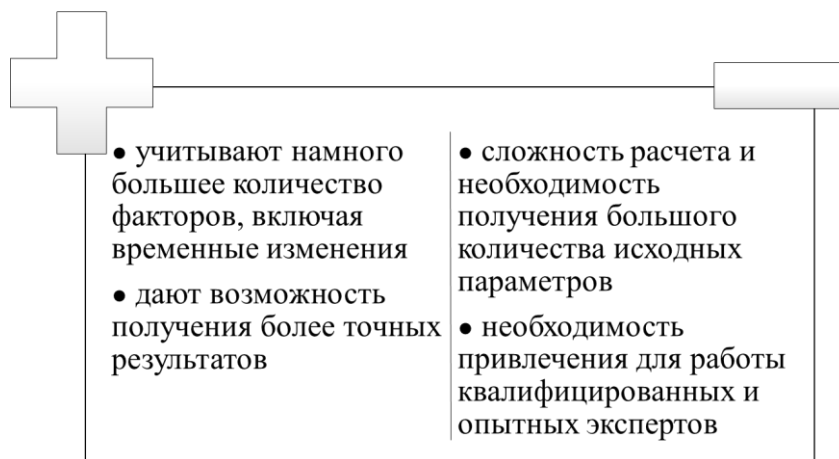 ● учитывают намного
большее количество
факторов, включая
временные изменения
● дают возможность
получения более точных
результатов
● сложность расчета и
необходимость
получения большого
количества исходных
параметров
● необходимость
привлечения для работы
квалифицированных и
опытных экспертов